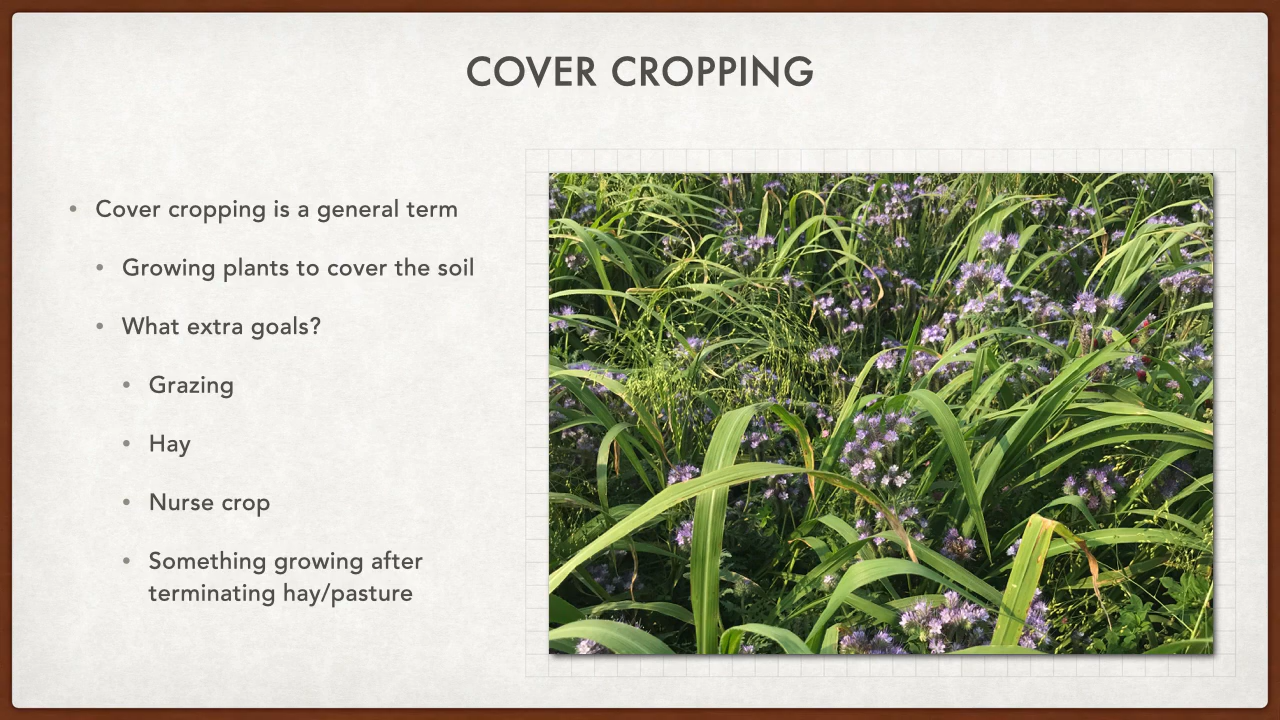 COVER CROPPING
• Cover cropping is a general term
• Growing plants to cover the soil
• What extra goals?
• Grazing
• Hay
• Nurse crop
• Something growing after
terminating hay/pasture